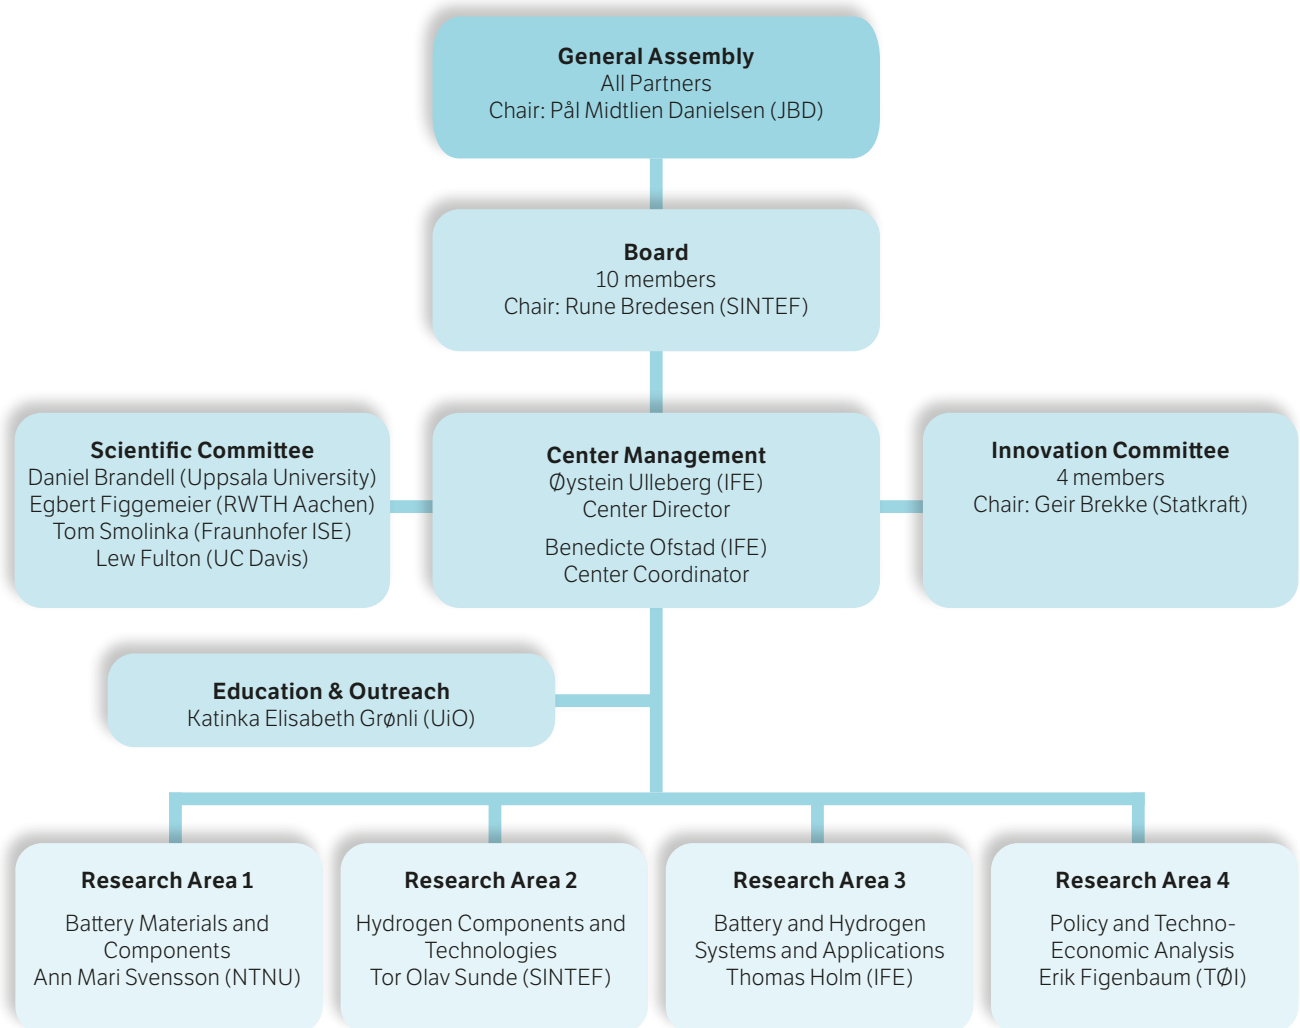 General Assembly
All Partners
Chair: Pål Midtlien Danielsen (JBD)
Board
10 members
Chair: Rune Bredesen (SINTEF)
Scientific Committee
Daniel Brandell (Uppsala University)
Egbert Figgemeier (RWTH Aachen)
Tom Smolinka (Fraunhofer ISE)
Lew Fulton (UC Davis)
Center Management
Øystein Ulleberg (IFE)
Center Director
Benedicte Ofstad (IFE)
Center Coordinator
Innovation Committee
4 members
Chair: Geir Brekke (Statkraft)
Education & Outreach
Katinka Elisabeth Grønli (UiO)
Research Area 1
Battery Materials and
Components
Ann Mari Svensson (NTNU)
Research Area 2
Hydrogen Components and
Technologies
Tor Olav Sunde (SINTEF)
Research Area 3
Battery and Hydrogen
Systems and Applications
Thomas Holm (IFE)
Research Area 4
Policy and Techno-
Economic Analysis
Erik Figenbaum (TØI)